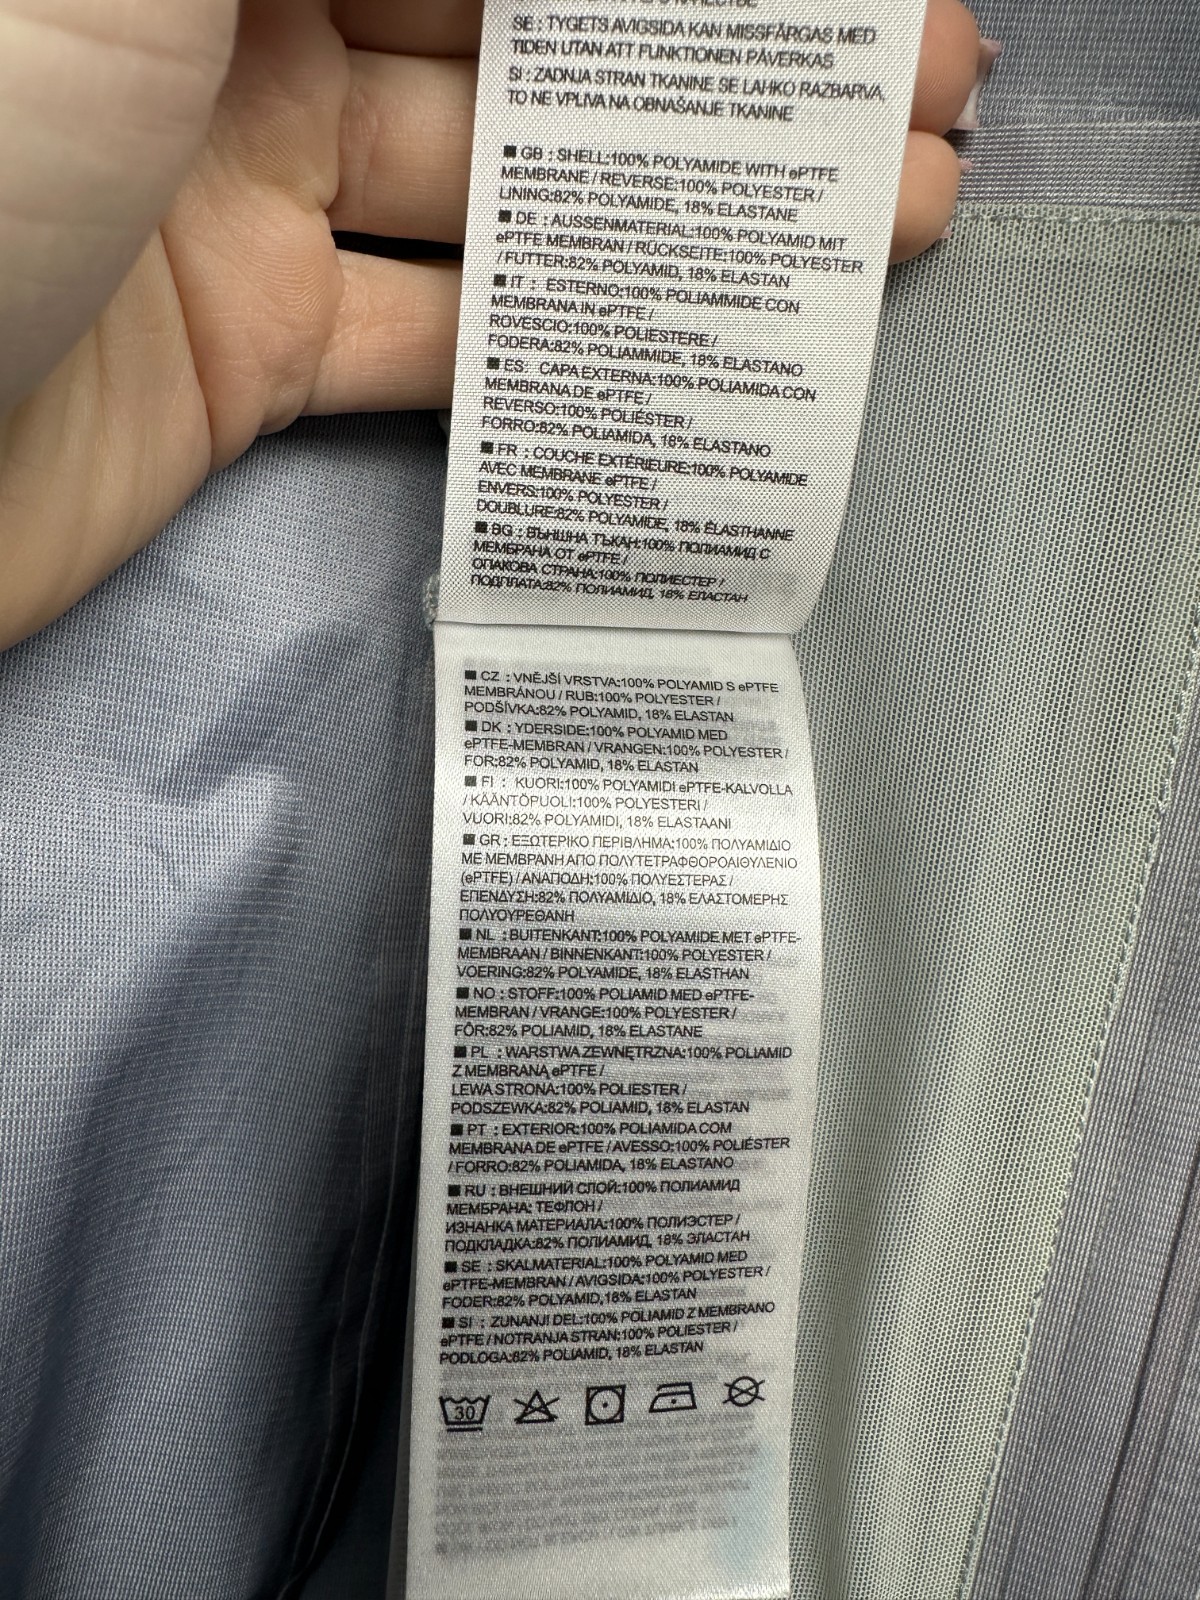 SE : TYGETS AVIGSIDA KAN MISSFÄRGAS MED
TIDEN UTAN ATT FUNKTIONEN PÅVERKAS
SI : ZADNJA STRAN TKANINE SE LAHKO RAZBARVA,
TO NE VPLIVA NA OBNAŠANJE TKANINE
■ GB : SHELL:100% POLYAMIDE WITH ePTFE
MEMBRANE / REVERSE:100% POLYESTER /
LINING:82% POLYAMIDE, 18% ELASTANE
■ DE : AUSSENMATERIAL:100% POLYAMID MIT
ePTFE MEMBRAN / RÜCKSEITE:100% POLYESTER
/ FUTTER:82% POLYAMID, 18% ELASTAN
■ IT : ESTERNO:100% POLIAMMIDE CON
MEMBRANA IN ePTFE /
ROVESCIO:100% POLIESTERE /
FODERA:82% POLIAMMIDE, 18% ELASTANO
■ ES: CAPA EXTERNA:100% POLIAMIDA CON
MEMBRANA DE ePTFE /
REVERSO:100% POLIÉSTER /
FORRO:82% POLIAMIDA, 18% ELASTANO
■ FR : COUCHE EXTÉRIEURE:100% POLYAMIDE
AVEC MEMBRANE ePTFE /
ENVERS:100% POLYESTER /
DOUBLURE:82% POLYAMIDE, 18% ÉLASTHANNE
■ BG : ВЪНШНА ТЪКАН:100% ПОЛИАМИД С
МЕМБРАНА ОТ ePTFE /
ОПАКОВА СТРАНА:100% ПОЛИЕСТЕР /
ПОДПЛАТА:82% ПОЛИАМИД, 18% ЕЛАСТАН
■ CZ : VNĚJŠÍ VRSTVA:100% POLYAMID S ePTFE
MEMBRÁNOU / RUB:100% POLYESTER /
PODŠÍVKA:82% POLYAMID, 18% ELASTAN
■ DK : YDERSIDE:100% POLYAMID MED
ePTFE-MEMBRAN / VRANGEN:100% POLYESTER /
FOR:82% POLYAMID, 18% ELASTAN
■ FI : KUORI:100% POLYAMIDI ePTFE-KALVOLLA
/ KÄÄNTÖPUOLI:100% POLYESTERI /
VUORI:82% POLYAMIDI, 18% ELASTAANI
■ GR : ΕΞΩΤΕΡΙΚΟ ΠΕΡΙΒΛΗΜΑ:100% ΠΟΛΥΑΜΙΔΙΟ
ΜΕ ΜΕΜΒΡΑΝΗ ΑΠΟ ΠΟΛΥΤΕΤΡΑΦΘΟΡΟΑΙΘΥΛΕΝΙΟ
(ePTFE) / ΑΝΑΠΟΔΗ:100% ΠΟΛΥΕΣΤΕΡΑΣ /
ΕΠΕΝΔΥΣΗ:82% ΠΟΛΥΑΜΙΔΙΟ, 18% ΕΛΑΣΤΟΜΕΡΗΣ
ΠΟΛΥΟΥΡΕΘΑΝΗ
■ NL : BUITENKANT:100% POLYAMIDE MET ePTFE-
MEMBRAAN / BINNENKANT:100% POLYESTER /
VOERING:82% POLYAMIDE, 18% ELASTHAN
■ NO : STOFF:100% POLIAMID MED ePTFE-
MEMBRAN / VRANGE:100% POLYESTER /
FÔR:82% POLIAMID, 18% ELASTANE
■ PL : WARSTWA ZEWNĘTRZNA:100% POLIAMID
Z MEMBRANĄ ePTFE /
LEWA STRONA:100% POLIESTER /
PODSZEWKA:82% POLIAMID, 18% ELASTAN
■ PT : EXTERIOR:100% POLIAMIDA COM
MEMBRANA DE ePTFE / AVESSO:100% POLIÉSTER
/ FORRO:82% POLIAMIDA, 18% ELASTANO
■ RU : ВНЕШНИЙ СЛОЙ:100% ПОЛИАМИД
МЕМБРАНА: ТЕФЛОН /
ИЗНАНКА МАТЕРИАЛА:100% ПОЛИЭСТЕР /
ПОДКЛАДКА:82% ПОЛИАМИД, 18% ЭЛАСТАН
■ SE : SKALMATERIAL:100% POLYAMID MED
ePTFE-MEMBRAN / AVIGSIDA:100% POLYESTER /
FODER:82% POLYAMID,18% ELASTAN
■ SI : ZUNANJI DEL:100% POLIAMID Z MEMBRANO
ePTFE / NOTRANJA STRAN:100% POLIESTER /
PODLOGA:82% POLIAMID, 18% ELASTAN
30